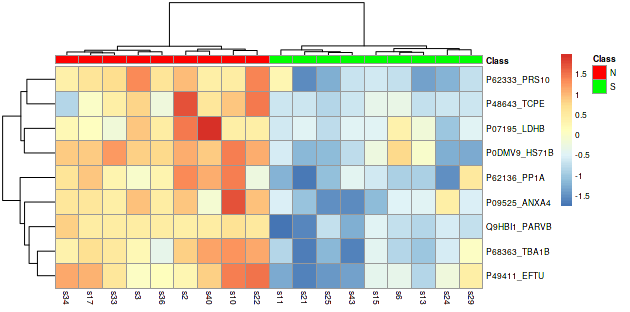 Class
Class
N
S
P62333_PRS10
P48643_TCPE
P07195_LDHB
P0DMV9_HS71B
P62136_PP1A
P09525_ANXA4
Q9HBI1_PARVB
P68363_TBA1B
P49411_EFTU
1.5
1
0.5
0
-0.5
-1
-1.5
s34 s17 s33 s3 s36 s2 s40 s10 s22 s11 s21 s25 s43 s15 s6 s13 s24 s29